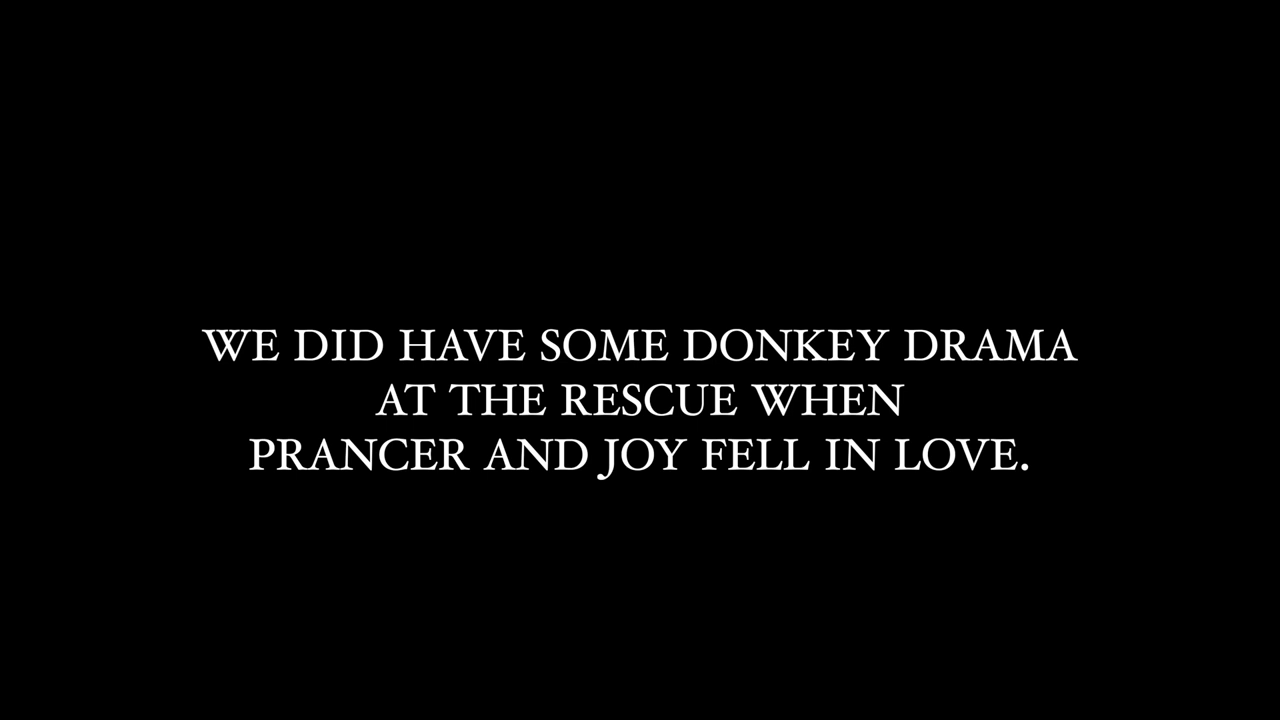 WE DID HAVE SOME DONKEY DRAMA
AT THE RESCUE WHEN
PRANCER AND JOY FELL IN LOVE.